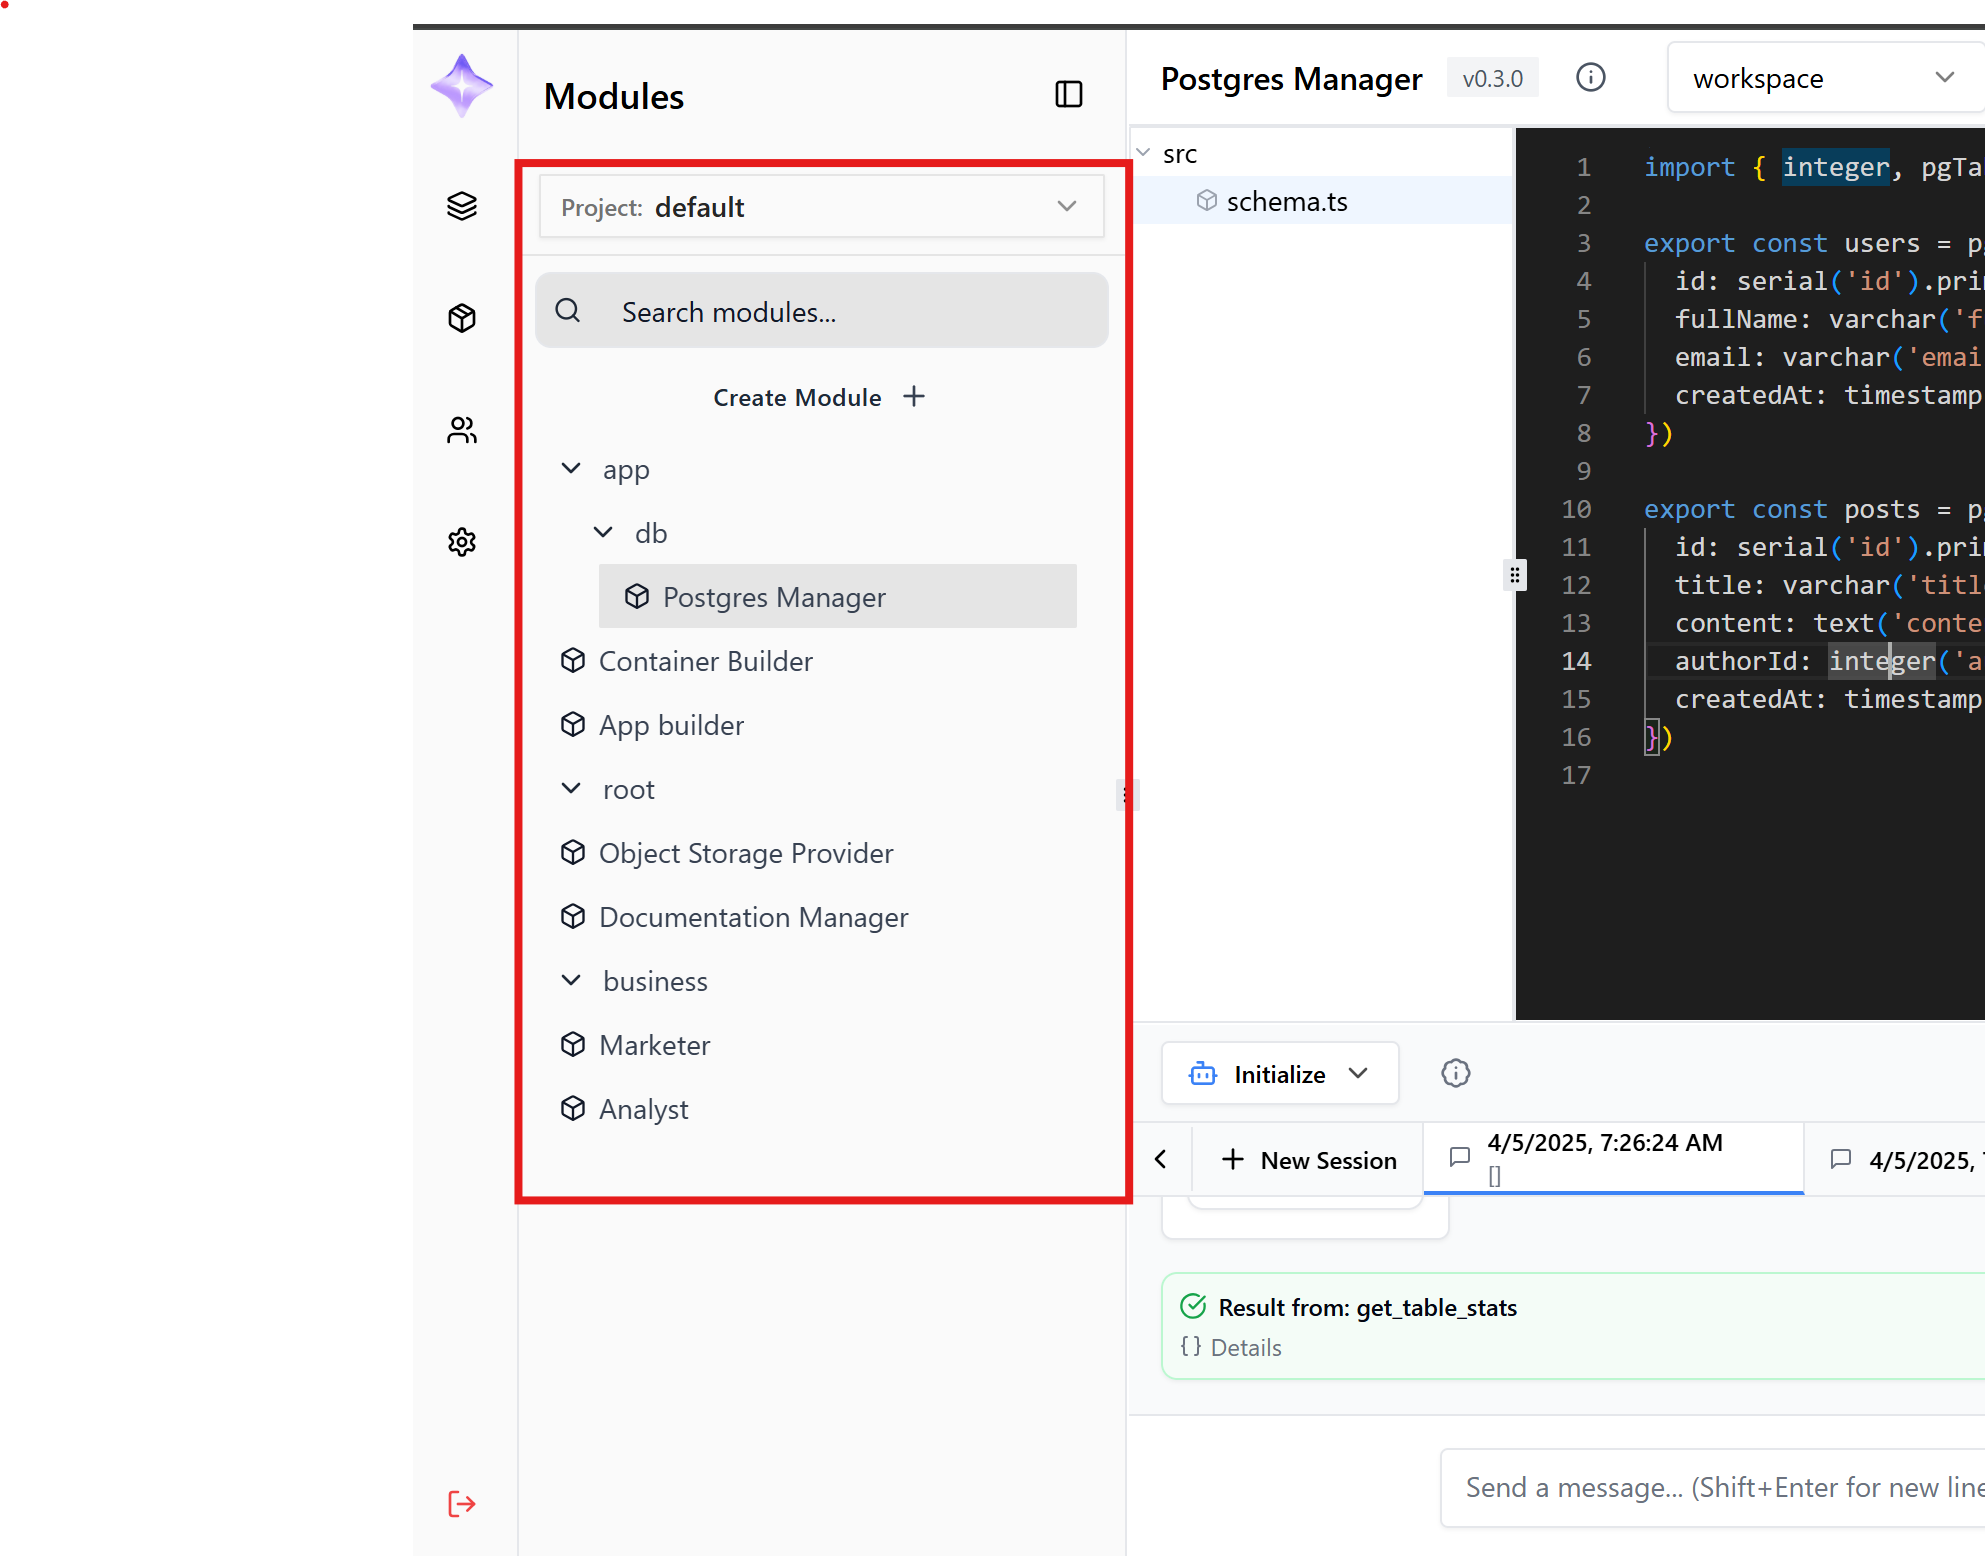 Modules
Project: default
Search modules...
Create Module
app
db
Postgres Manager
Container Builder
App builder
root
Object Storage Provider
Documentation Manager
business
Marketer
Analyst
Postgres Manager v0.3.0 workspace
src
schema.ts
1 import { integer, pgTa
2
3 export const users = p
4 id: serial('id').pri
5 fullName: varchar('f
6 email: varchar('emai
7 createdAt: timestamp
8 })
9
10 export const posts = p
11 id: serial('id').pri
12 title: varchar('titl
13 content: text('conte
14 authorId: integer('a
15 createdAt: timestamp
16 })
17
Initialize
New Session
4/5/2025, 7:26:24 AM
[]
4/5/2025,
Result from: get_table_stats
{} Details
Send a message... (Shift+Enter for new line